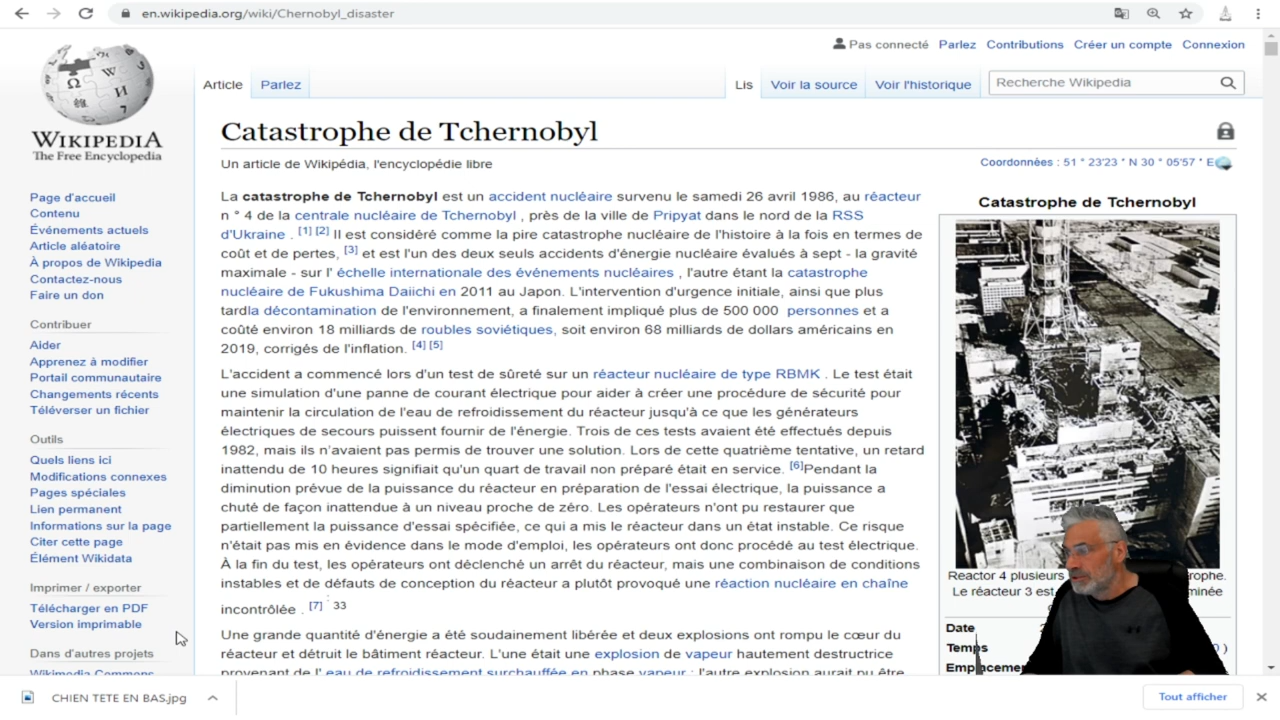 en.wikipedia.org/wiki/Chernobyl_disaster
Pas connecté Parlez Contributions Créer un compte Connexion
Article Parlez Lis Voir la source Voir l'historique Recherche Wikipedia
WIKIPEDIA
The Free Encyclopedia
Page d'accueil
Contenu
Événements actuels
Article aléatoire
À propos de Wikipedia
Contactez-nous
Faire un don
Contribuer
Aider
Apprenez à modifier
Portail communautaire
Changements récents
Téléverser un fichier
Outils
Quels liens ici
Modifications connexes
Pages spéciales
Lien permanent
Informations sur la page
Citer cette page
Élément Wikidata
Imprimer / exporter
Télécharger en PDF
Version imprimable
Dans d'autres projets
Wikimedia Commons
Catastrophe de Tchernobyl
Un article de Wikipédia, l'encyclopédie libre
Coordonnées : 51 ° 23'23 " N 30 ° 05'57 " E
La catastrophe de Tchernobyl est un accident nucléaire survenu le samedi 26 avril 1986, au réacteur
n ° 4 de la centrale nucléaire de Tchernobyl , près de la ville de Pripyat dans le nord de la RSS
d'Ukraine . [1] [2] Il est considéré comme la pire catastrophe nucléaire de l'histoire à la fois en termes de
coût et de pertes, [3] et est l'un des deux seuls accidents d'énergie nucléaire évalués à sept - la gravité
maximale - sur l' échelle internationale des événements nucléaires , l'autre étant la catastrophe
nucléaire de Fukushima Daiichi en 2011 au Japon. L'intervention d'urgence initiale, ainsi que plus
tardla décontamination de l'environnement, a finalement impliqué plus de 500 000 personnes et a
coûté environ 18 milliards de roubles soviétiques, soit environ 68 milliards de dollars américains en
2019, corrigés de l'inflation. [4] [5]
L'accident a commencé lors d'un test de sûreté sur un réacteur nucléaire de type RBMK . Le test était
une simulation d'une panne de courant électrique pour aider à créer une procédure de sécurité pour
maintenir la circulation de l'eau de refroidissement du réacteur jusqu'à ce que les générateurs
électriques de secours puissent fournir de l'énergie. Trois de ces tests avaient été effectués depuis
1982, mais ils n'avaient pas permis de trouver une solution. Lors de cette quatrième tentative, un retard
inattendu de 10 heures signifiait qu'un quart de travail non préparé était en service. [6]Pendant la
diminution prévue de la puissance du réacteur en préparation de l'essai électrique, la puissance a
chuté de façon inattendue à un niveau proche de zéro. Les opérateurs n'ont pu restaurer que
partiellement la puissance d'essai spécifiée, ce qui a mis le réacteur dans un état instable. Ce risque
n'était pas mis en évidence dans le mode d'emploi, les opérateurs ont donc procédé au test électrique.
À la fin du test, les opérateurs ont déclenché un arrêt du réacteur, mais une combinaison de conditions
instables et de défauts de conception du réacteur a plutôt provoqué une réaction nucléaire en chaîne
incontrôlée . [7] : 33
Une grande quantité d'énergie a été soudainement libérée et deux explosions ont rompu le cœur du
réacteur et détruit le bâtiment réacteur. L'une était une explosion de vapeur hautement destructrice
provenant de l' eau de refroidissement surchauffée en phase vapeur ; l'autre explosion aurait pu être
Catastrophe de Tchernobyl
Reactor 4 plusieurs trophe.
Le réacteur 3 est minée
Date
Temps )
Emplacement
CHIEN TETE EN BAS.jpg
Tout afficher